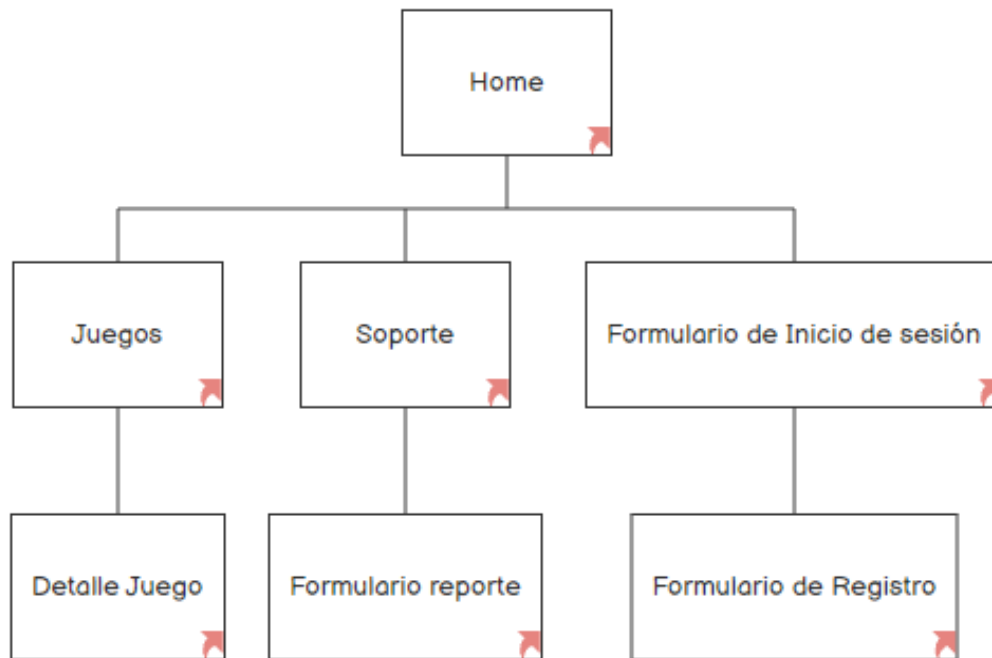 Home
Juegos
Soporte
Formulario de Inicio de sesión
Detalle Juego
Formulario reporte
Formulario de Registro